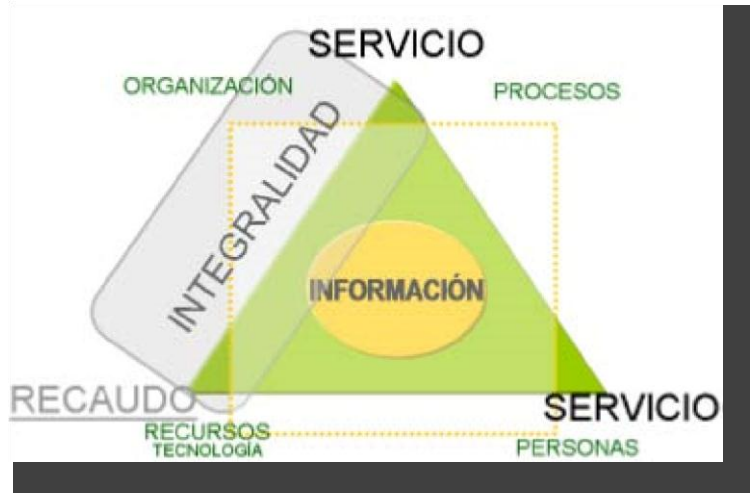 SERVICIO
ORGANIZACIÓN
PROCESOS
INTEGRALIDAD
INFORMACIÓN
RECAUDO
SERVICIO
RECURSOS
TECNOLOGÍA
PERSONAS